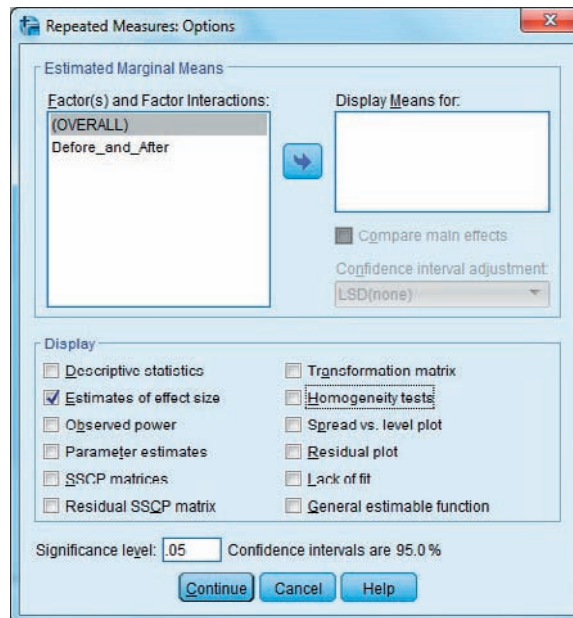 Repeated Measures: Options
Estimated Marginal Means
Factor(s) and Factor Interactions:
(OVERALL)
Defore_and_After
Display Means for:
Compare main effects
Confidence interval adjustment:
LSD(none)
Display
Descriptive statistics
Transformation matrix
Estimates of effect size
Homogeneity tests
Observed power
Spread vs. level plot
Parameter estimates
Residual plot
SSCP matrices
Lack of fit
Residual SSCP matrix
General estimable function
Significance level: .05 Confidence intervals are 95.0 %
Continue Cancel Help